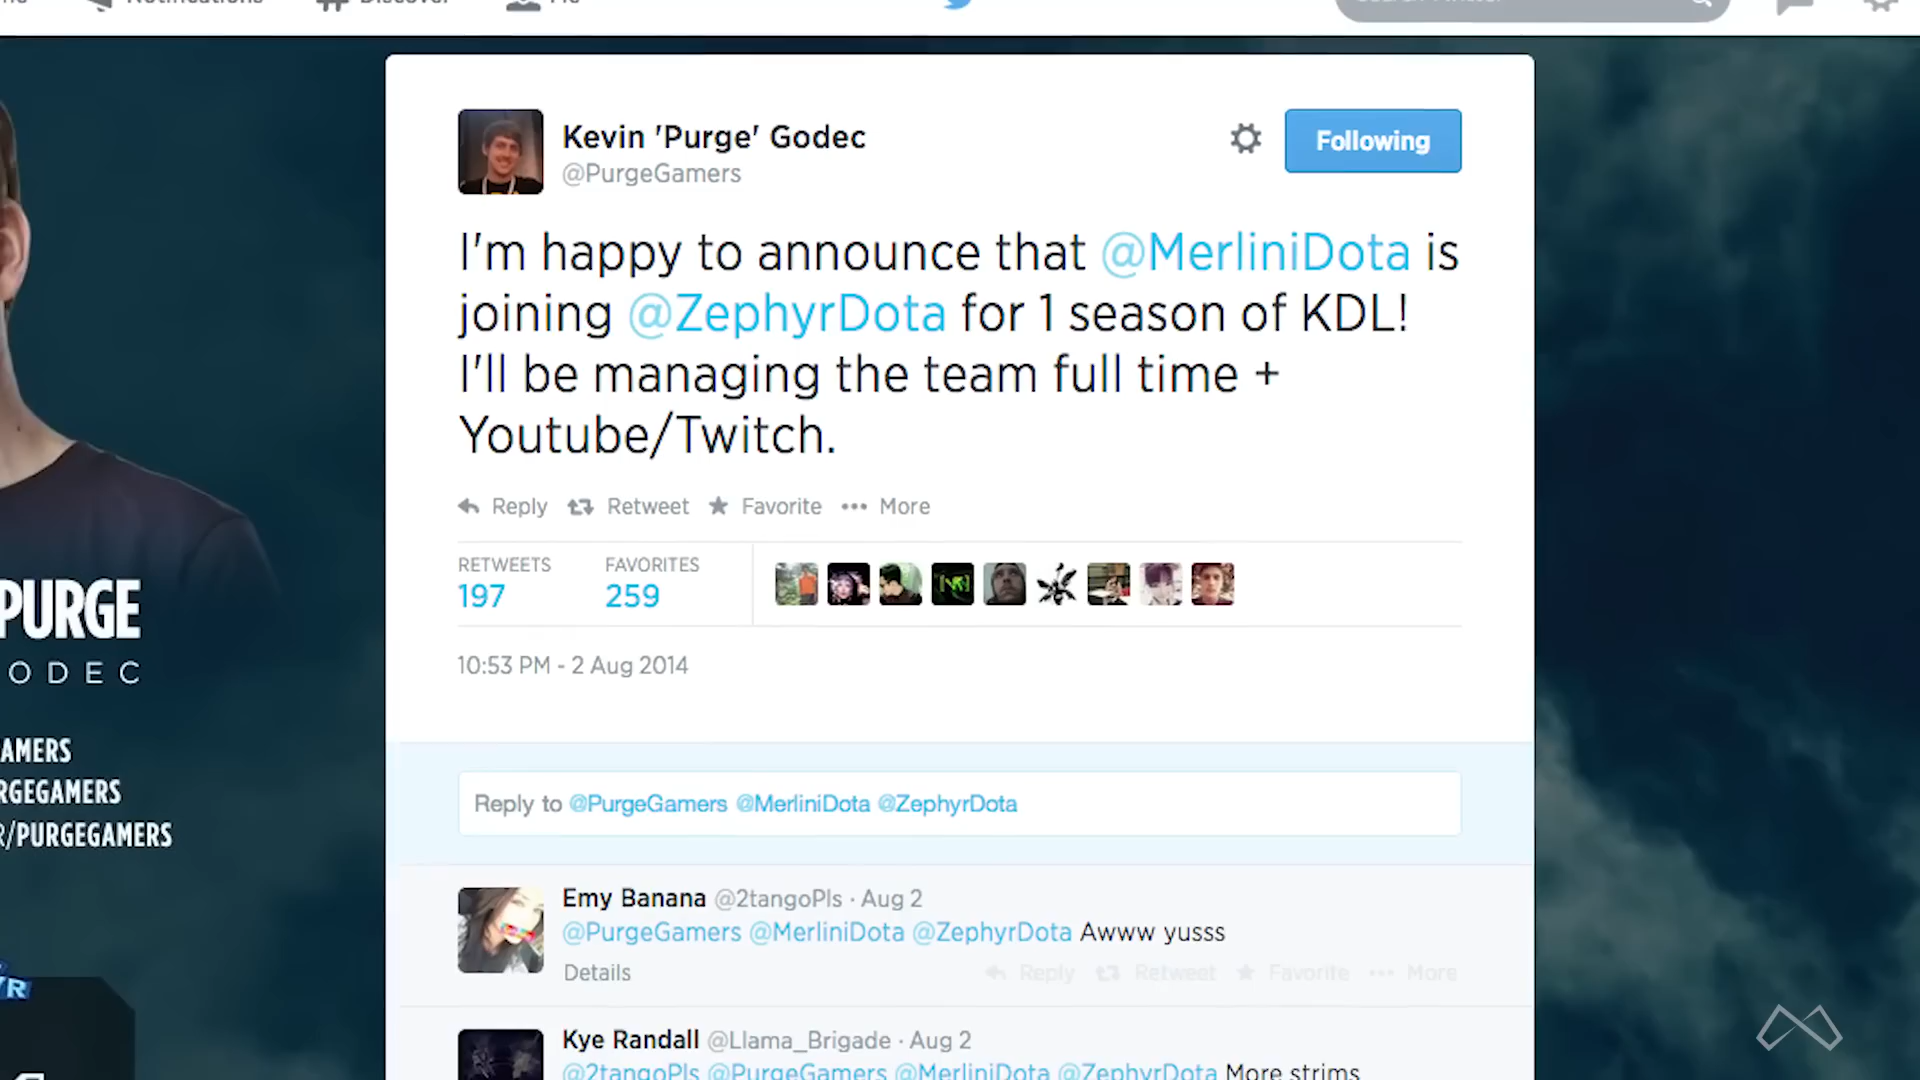 Notifications
Discover
Kevin 'Purge' Godec
@PurgeGamers
Following
I'm happy to announce that @MerliniDota is
joining @ZephyrDota for 1 season of KDL!
I'll be managing the team full time +
Youtube/Twitch.
Reply Retweet Favorite More
RETWEETS FAVORITES
197 259
10:53 PM - 2 Aug 2014
PURGE
ODEC
AMERS
RGEGAMERS
R/PURGEGAMERS
Reply to @PurgeGamers @MerliniDota @ZephyrDota
Emy Banana @2tangoPls · Aug 2
@PurgeGamers @MerliniDota @ZephyrDota Awww yusss
Details Reply Retweet Favorite More
Kye Randall @Llama_Brigade · Aug 2
@2tangoPls @PurgeGamers @MerliniDota @ZephyrDota More strims